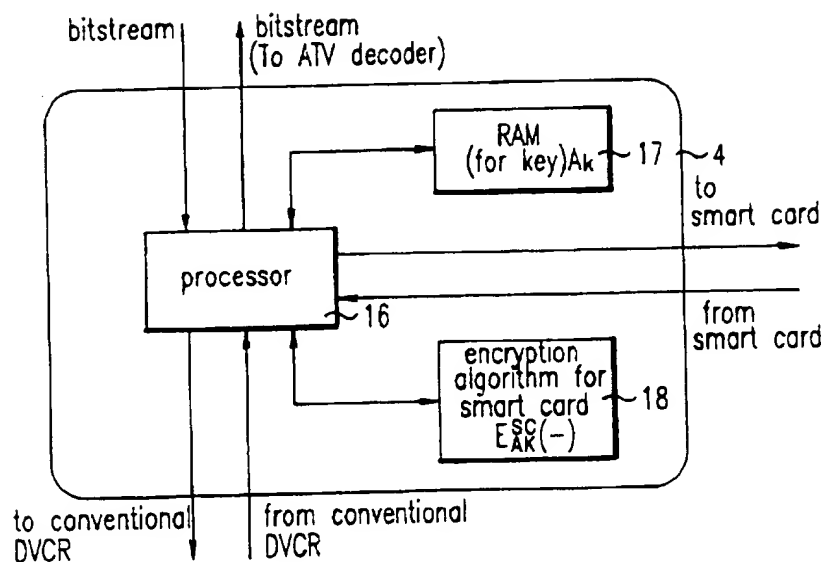 bitstream
bitstream
(To ATV decoder)
RAM
(for key)Ak
17
4
to
smart card
processor
16
from
smart card
encryption
algorithm for
smart card
E^SC_AK(-)
18
to conventional
DVCR
from conventional
DVCR